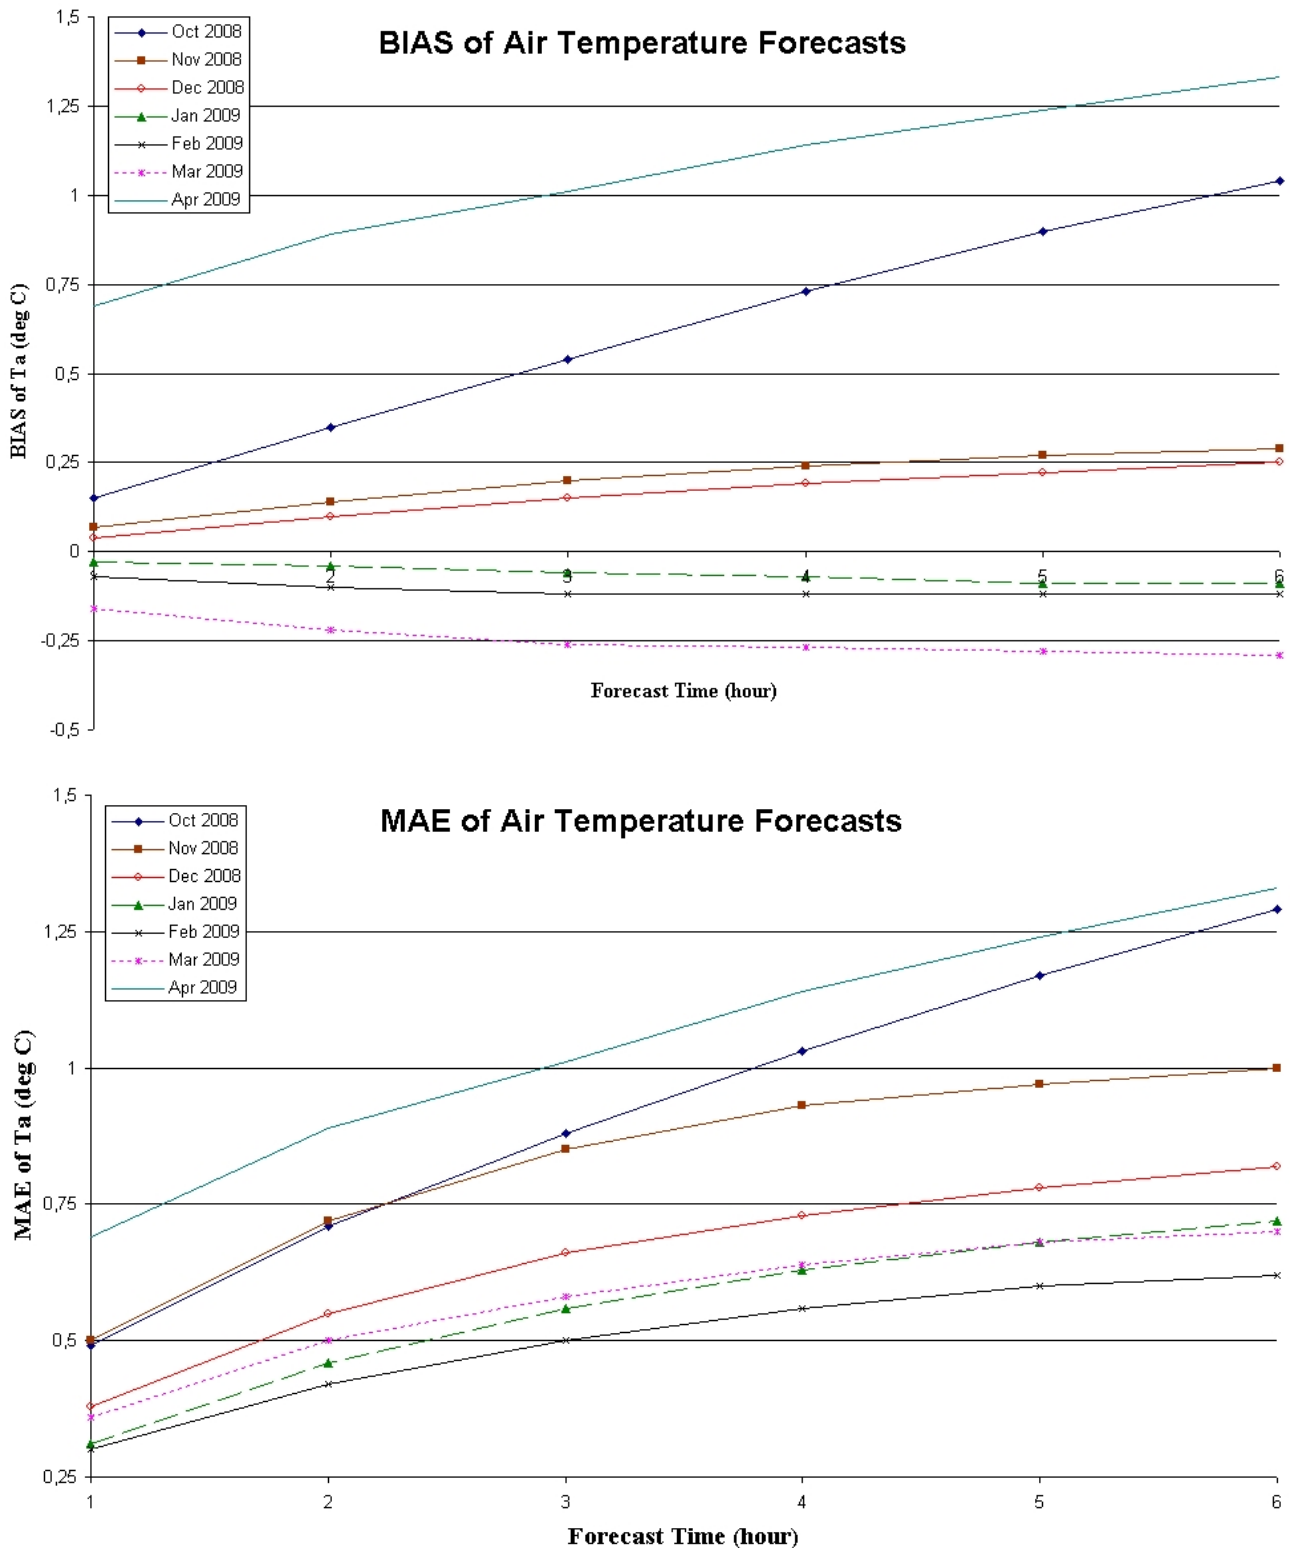 BIAS of Air Temperature Forecasts
Oct 2008
Nov 2008
Dec 2008
Jan 2009
Feb 2009
Mar 2009
Apr 2009
1,5
1,25
1
0,75
0,5
0,25
0
-0,25
-0,5
BIAS of Ta (deg C)
2
3
4
5
6
Forecast Time (hour)
MAE of Air Temperature Forecasts
Oct 2008
Nov 2008
Dec 2008
Jan 2009
Feb 2009
Mar 2009
Apr 2009
1,5
1,25
1
0,75
0,5
0,25
MAE of Ta (deg C)
1
2
3
4
5
6
Forecast Time (hour)